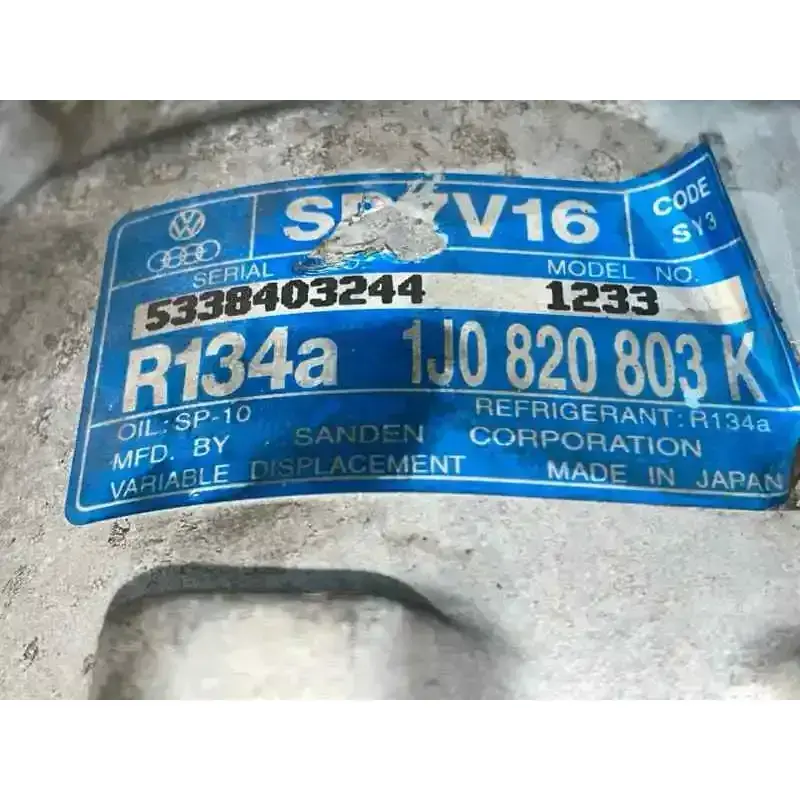 SD7V16
CODE
SY3
SERIAL
MODEL NO.
5338403244
1233
R134a
1J0 820 803 K
OIL: SP-10
REFRIGERANT: R134a
MFD. BY SANDEN CORPORATION
VARIABLE DISPLACEMENT
MADE IN JAPAN